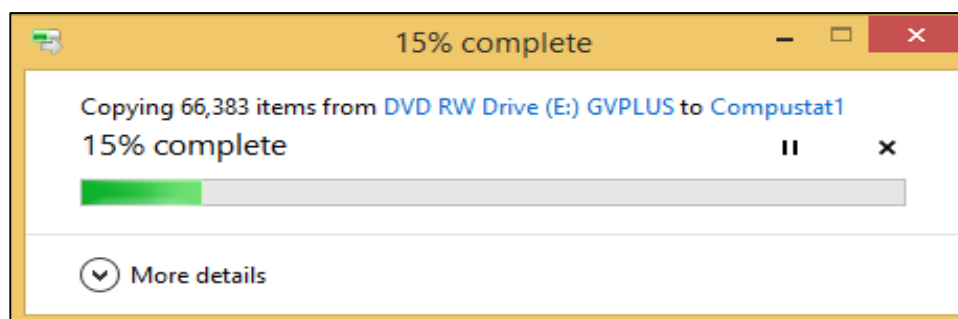 15% complete
Copying 66,383 items from DVD RW Drive (E:) GVPLUS to Compustat1
15% complete
More details